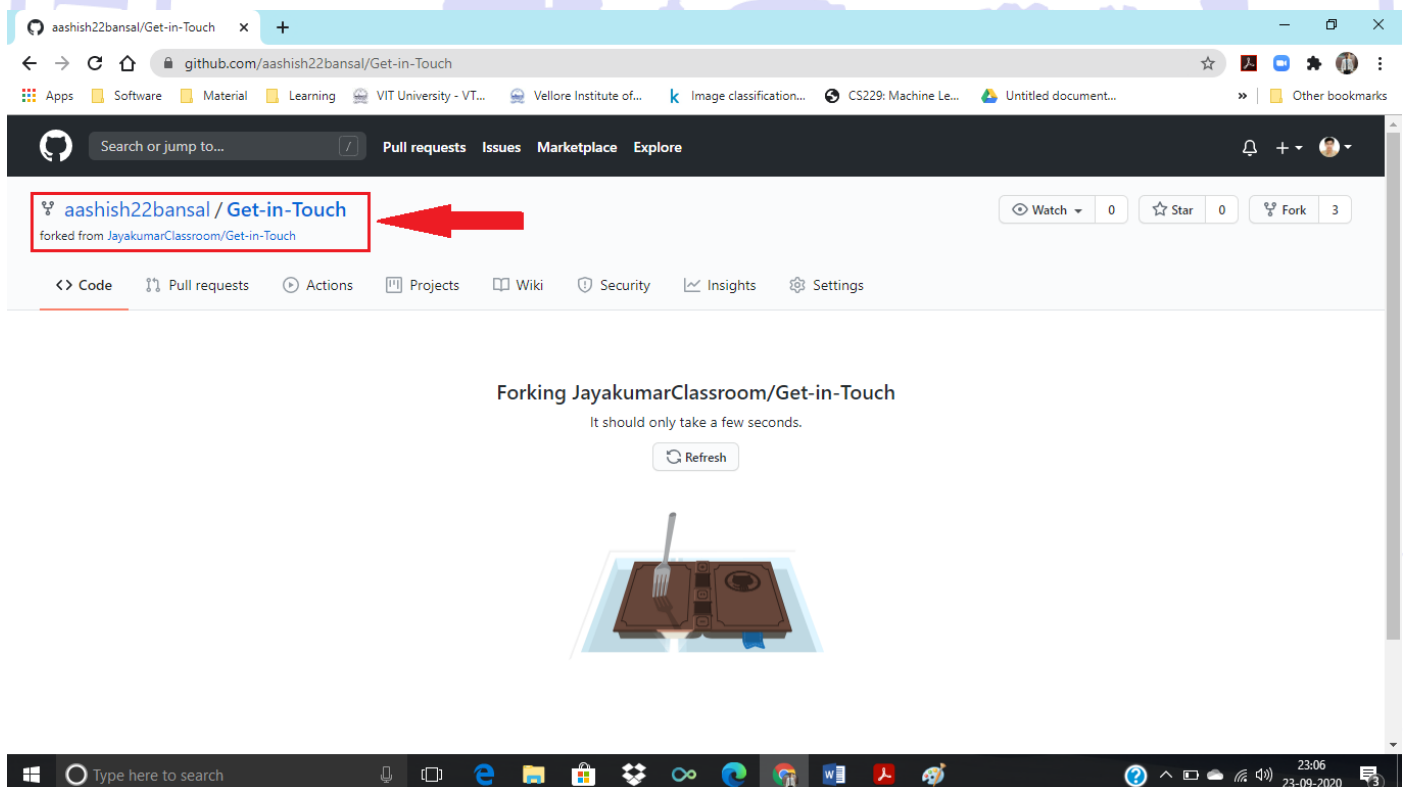 aashish22bansal/Get-in-Touch
github.com/aashish22bansal/Get-in-Touch
Apps Software Material Learning VIT University - VT... Vellore Institute of... Image classification... CS229: Machine Le... Untitled document... » Other bookmarks
Search or jump to... / Pull requests Issues Marketplace Explore
aashish22bansal / Get-in-Touch Watch 0 Star 0 Fork 3
forked from JayakumarClassroom/Get-in-Touch
Code Pull requests Actions Projects Wiki Security Insights Settings
Forking JayakumarClassroom/Get-in-Touch
It should only take a few seconds.
Refresh
Type here to search
23:06
23-09-2020
3